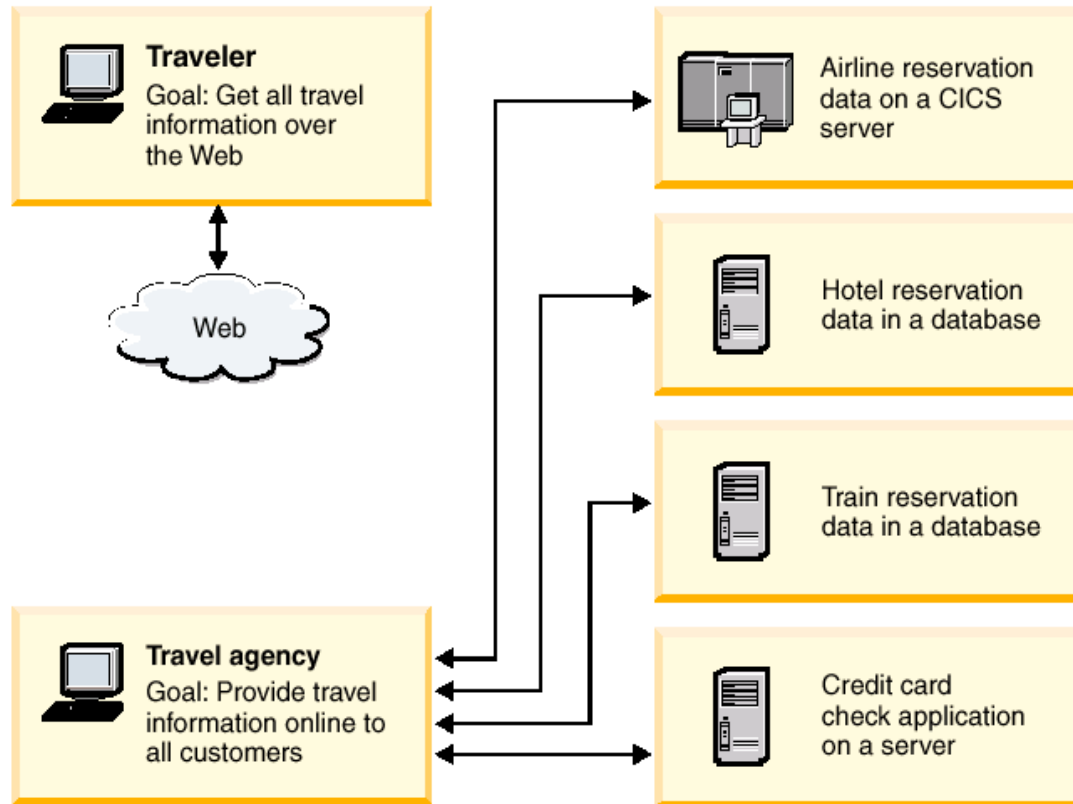 Traveler
Goal: Get all travel
information over
the Web
Web
Travel agency
Goal: Provide travel
information online to
all customers
Airline reservation
data on a CICS
server
Hotel reservation
data in a database
Train reservation
data in a database
Credit card
check application
on a server